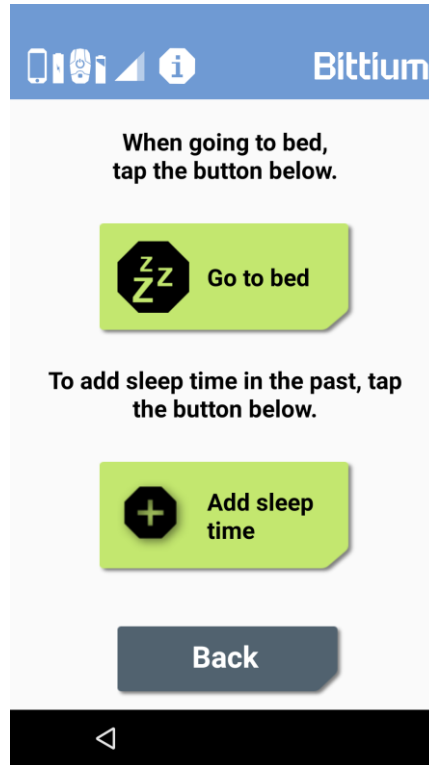 Bittium
When going to bed,
tap the button below.
z
z
Z
Go to bed
To add sleep time in the past, tap
the button below.
Add sleep
time
Back